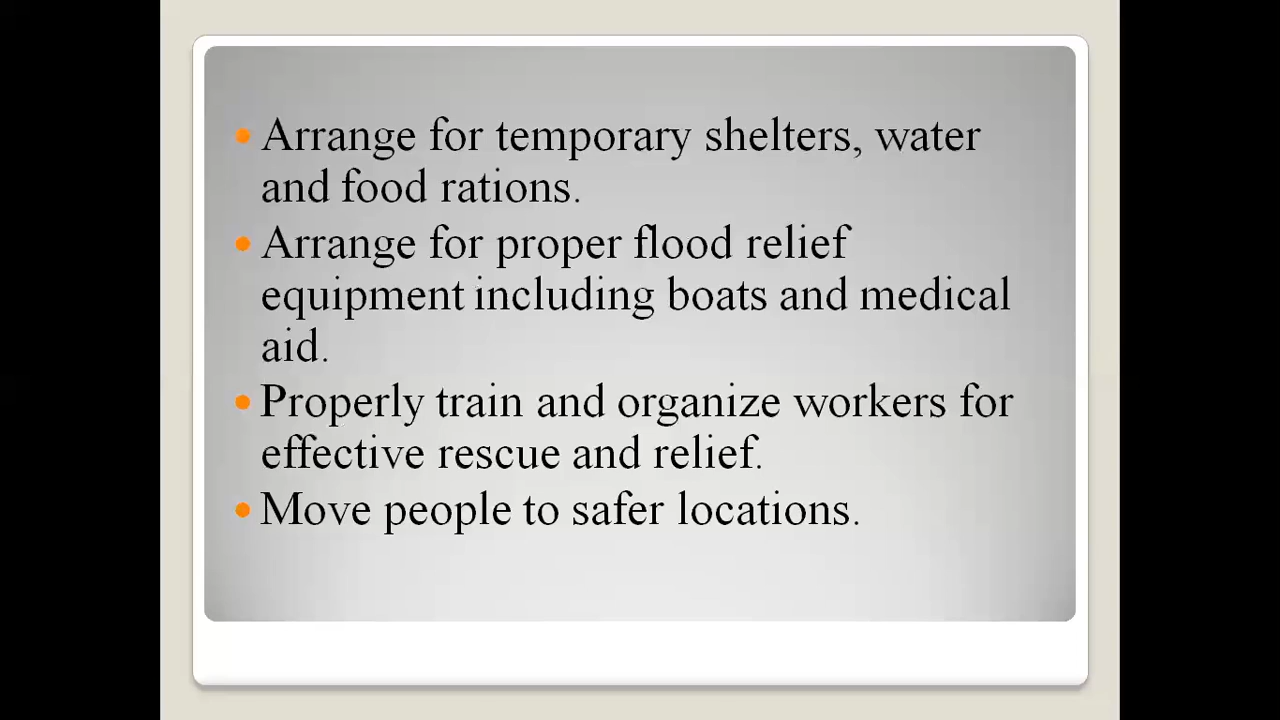 • Arrange for temporary shelters, water
and food rations.
• Arrange for proper flood relief
equipment including boats and medical
aid.
• Properly train and organize workers for
effective rescue and relief.
• Move people to safer locations.